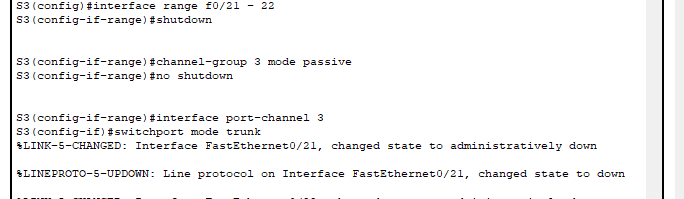 S3(config)#interface range f0/21 - 22
S3(config-if-range)#shutdown
S3(config-if-range)#channel-group 3 mode passive
S3(config-if-range)#no shutdown
S3(config-if-range)#interface port-channel 3
S3(config-if)#switchport mode trunk
%LINK-5-CHANGED: Interface FastEthernet0/21, changed state to administratively down
%LINEPROTO-5-UPDOWN: Line protocol on Interface FastEthernet0/21, changed state to down